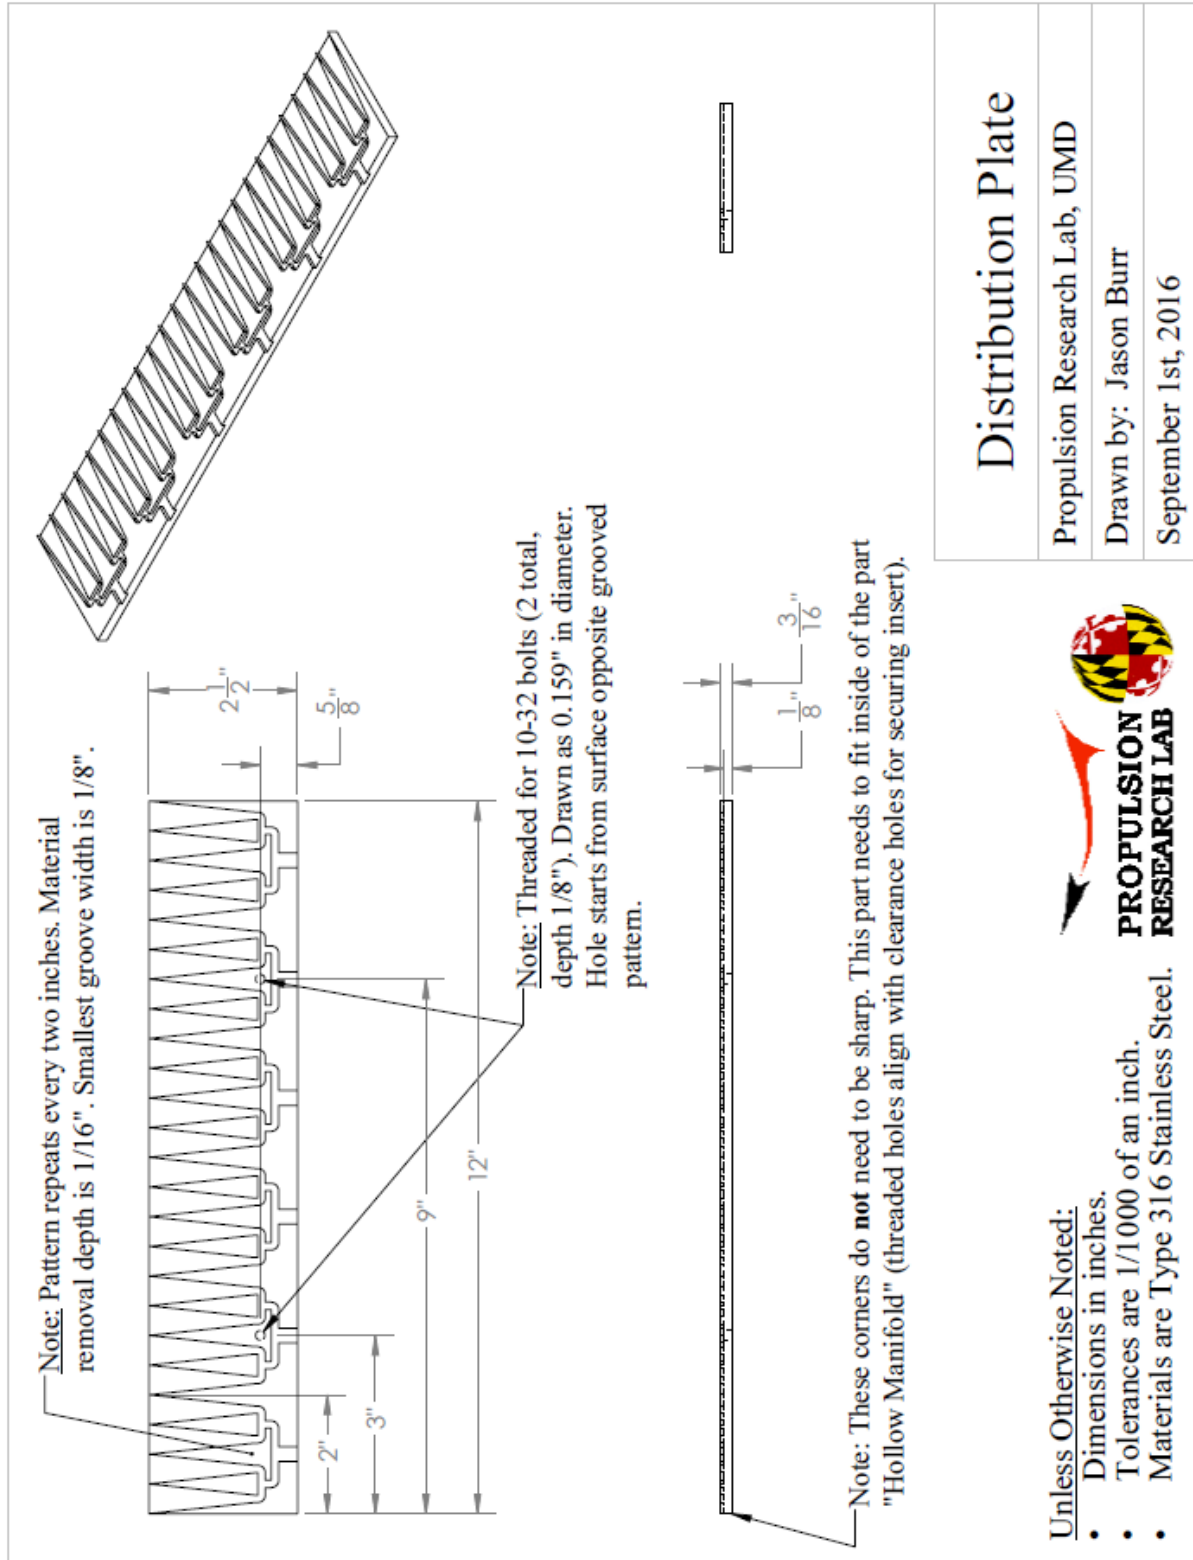 Note: Pattern repeats every two inches. Material
removal depth is 1/16". Smallest groove width is 1/8".
2 1/2"
5/8"
2"
3"
9"
12"
Note: Threaded for 10-32 bolts (2 total,
depth 1/8"). Drawn as 0.159" in diameter.
Hole starts from surface opposite grooved
pattern.
1/8"
3/16"
Note: These corners do not need to be sharp. This part needs to fit inside of the part
"Hollow Manifold" (threaded holes align with clearance holes for securing insert).
Unless Otherwise Noted:
• Dimensions in inches.
• Tolerances are 1/1000 of an inch.
• Materials are Type 316 Stainless Steel.
PROPULSION
RESEARCH LAB
Distribution Plate
Propulsion Research Lab, UMD
Drawn by: Jason Burr
September 1st, 2016